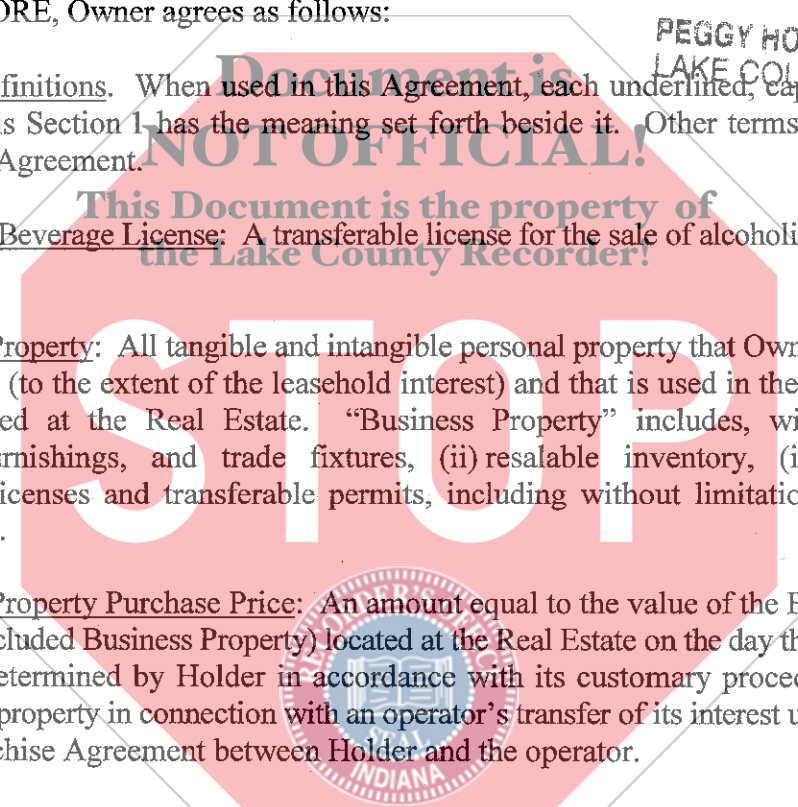 ORE, Owner agrees as follows:
PEGGY HO
LAKE COU
finitions. When used in this Agreement, each underlined, cap
is Section 1 has the meaning set forth beside it. Other terms
Agreement.
Document is
NOT OFFICIAL!
This Document is the property of
the Lake County Recorder!
Beverage License: A transferable license for the sale of alcoholi
Property: All tangible and intangible personal property that Own
(to the extent of the leasehold interest) and that is used in the
ed at the Real Estate. “Business Property” includes, wi
urnishings, and trade fixtures, (ii) resalable inventory, (i
licenses and transferable permits, including without limitatio
.
STOP
Property Purchase Price: An amount equal to the value of the B
cluded Business Property) located at the Real Estate on the day th
etermined by Holder in accordance with its customary proced
property in connection with an operator’s transfer of its interest u
chise Agreement between Holder and the operator.
SEAL
INDIANA